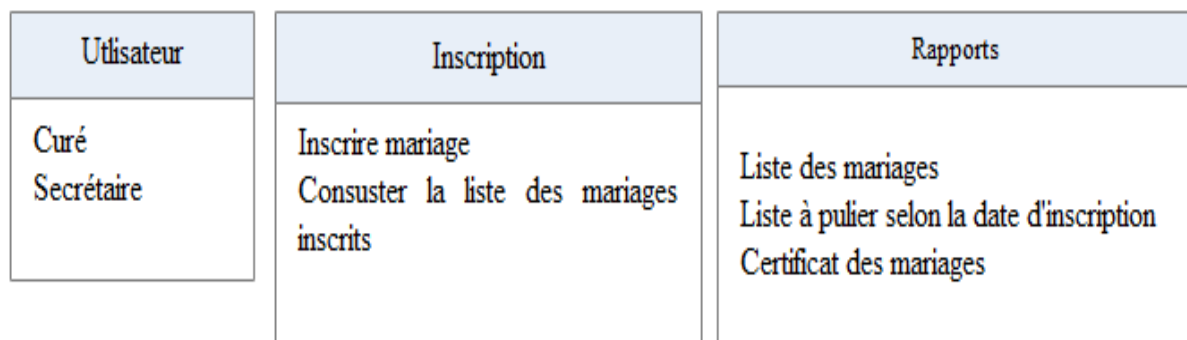 Utlisateur
Curé
Secrétaire
Inscription
Inscrire mariage
Consuster la liste des mariages
inscrits
Rapports
Liste des mariages
Liste à pulier selon la date d'inscription
Certificat des mariages